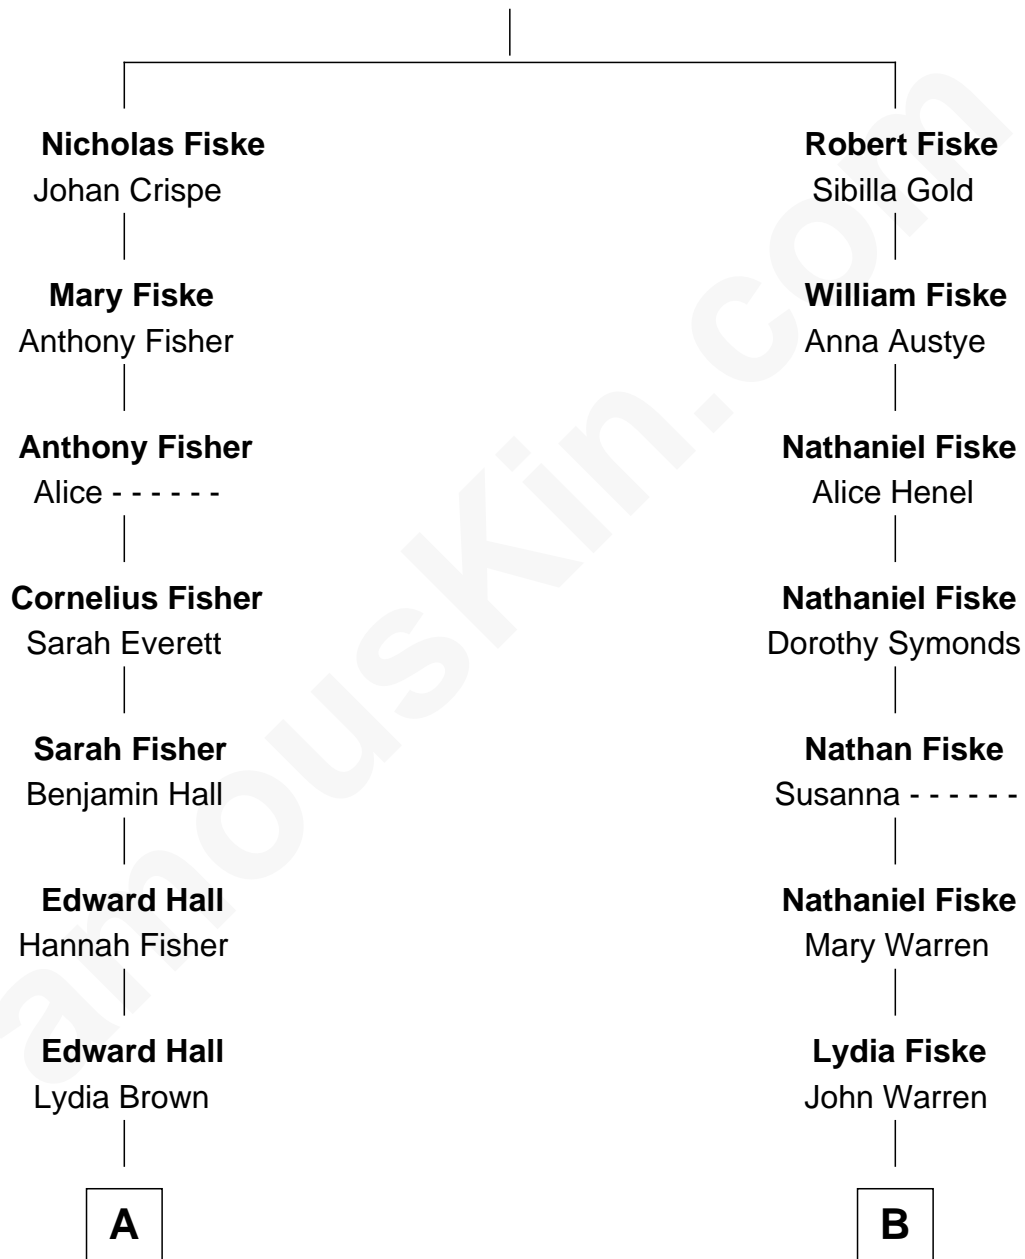 Nicholas Fiske
Johan Crispe
Mary Fiske
Anthony Fisher
Anthony Fisher
Alice - - - - - -
Cornelius Fisher
Sarah Everett
Sarah Fisher
Benjamin Hall
Edward Hall
Hannah Fisher
Edward Hall
Lydia Brown
A
Robert Fiske
Sibilla Gold
William Fiske
Anna Austye
Nathaniel Fiske
Alice Henel
Nathaniel Fiske
Dorothy Symonds
Nathan Fiske
Susanna - - - - - -
Nathaniel Fiske
Mary Warren
Lydia Fiske
John Warren
B
amouskin.com